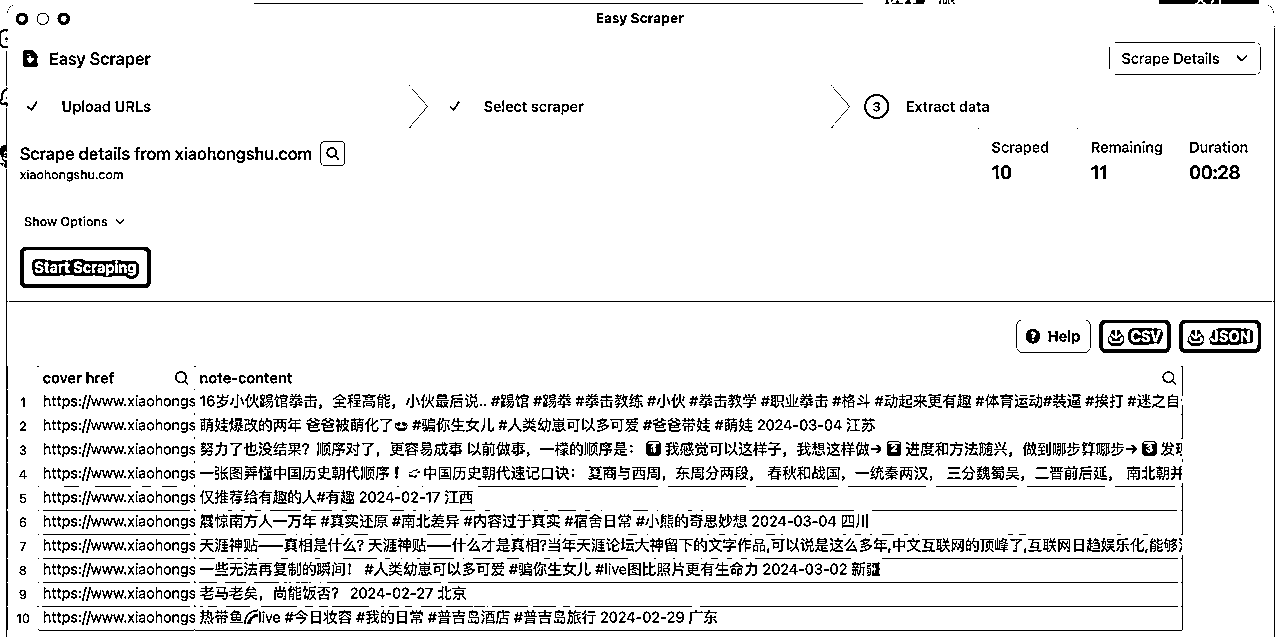 Easy Scraper
Easy Scraper
Scrape Details
Upload URLs
Select scraper
3 Extract data
Scrape details from xiaohongshu.com
xiaohongshu.com
Scraped Remaining Duration
10 11 00:28
Show Options
Start Scraping
Help CSV JSON
cover href note-content
1 https://www.xiaohongs 16岁小伙踢馆拳击，全程高能，小伙最后说.. #踢馆 #踢拳 #拳击教练 #小伙 #拳击教学 #职业拳击 #格斗 #动起来更有趣 #体育运动#装逼 #挨打 #迷之自
2 https://www.xiaohongs 萌娃爆改的两年 爸爸被萌化了 #骗你生女儿 #人类幼崽可以多可爱 #爸爸带娃 #萌娃 2024-03-04 江苏
3 https://www.xiaohongs 努力了也没结果？顺序对了，更容易成事 以前做事，一样的顺序是： 1 我感觉可以这样子，我想这样做→ 2 进度和方法随兴，做到哪步算哪步→ 3 发现
4 https://www.xiaohongs 一张图弄懂中国历史朝代顺序！ 中国历史朝代速记口诀： 夏商与西周，东周分两段， 春秋和战国，一统秦两汉， 三分魏蜀吴，二晋前后延， 南北朝并
5 https://www.xiaohongs 仅推荐给有趣的人#有趣 2024-02-17 江西
6 https://www.xiaohongs 震惊南方人一万年 #真实还原 #南北差异 #内容过于真实 #宿舍日常 #小熊的奇思妙想 2024-03-04 四川
7 https://www.xiaohongs 天涯神贴——真相是什么? 天涯神贴——什么才是真相?当年天涯论坛大神留下的文字作品,可以说是这么多年,中文互联网的顶峰了,互联网日趋娱乐化,能够
8 https://www.xiaohongs 一些无法再复制的瞬间！ #人类幼崽可以多可爱 #骗你生女儿 #live图比照片更有生命力 2024-03-02 新疆
9 https://www.xiaohongs 老马老矣，尚能饭否？ 2024-02-27 北京
10 https://www.xiaohongs 热带鱼🌈live #今日妆容 #我的日常 #普吉岛酒店 #普吉岛旅行 2024-02-29 广东